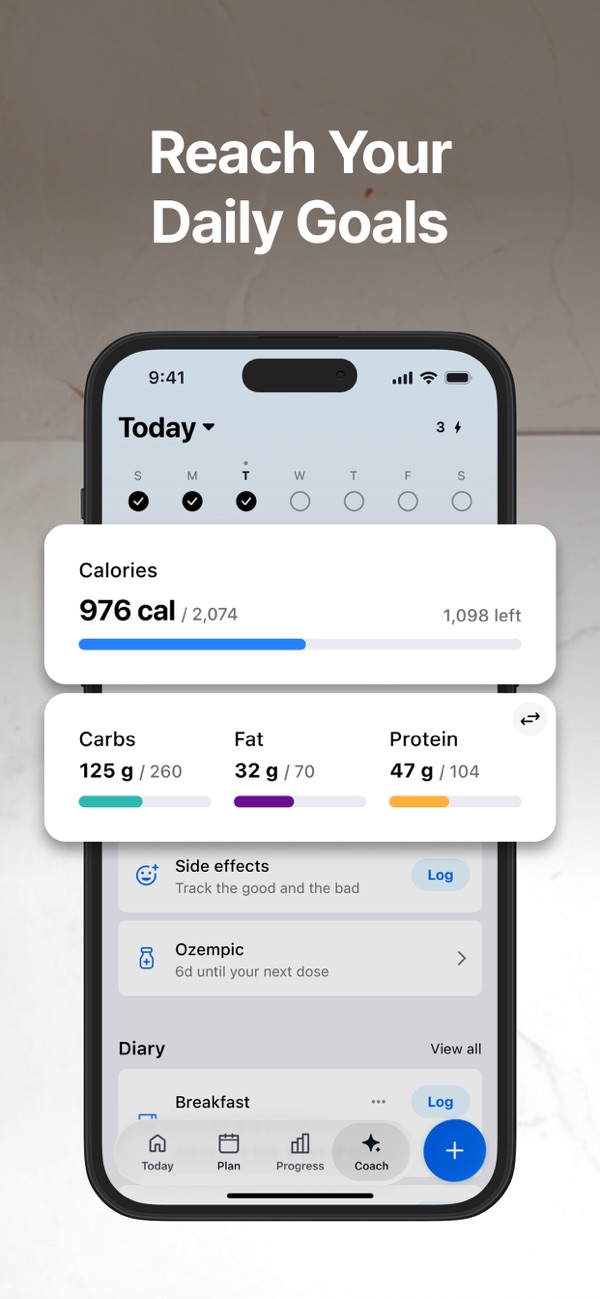 Reach Your
Daily Goals
9:41
Today
3
S M T W T F S
Calories
976 cal / 2,074
1,098 left
Carbs Fat Protein
125 g / 260 32 g / 70 47 g / 104
Side effects
Track the good and the bad
Log
Ozempic
6d until your next dose
Diary
View all
Breakfast
Log
Today Plan Progress Coach